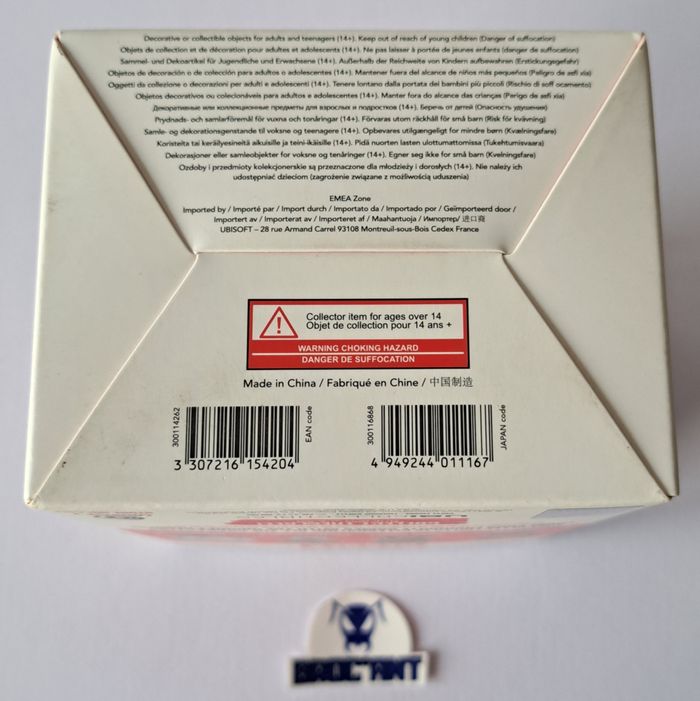 Decorative or collectible objects for adults and teenagers (14+). Keep out of reach of young children (Danger of suffocation)
Objets de collection et de décoration pour adultes et adolescents (14+). Ne pas laisser à portée de jeunes enfants (danger de suffocation)
Sammel- und Dekoartikel für Jugendliche und Erwachsene (14+). Außerhalb der Reichweite von Kindern aufbewahren (Erstickungsgefahr)
Objetos de decoración o de colección para adultos o adolescentes (14+). Mantener fuera del alcance de niños más pequeños (Peligro de asfi xia)
Oggetti da collezione o decorazioni per adulti e adolescenti (14+). Tenere lontano dalla portata dei bambini più piccoli (Rischio di soff ocamento)
Objetos decorativos ou colecionáveis para adultos e adolescentes (14+). Manter fora do alcance das crianças (Perigo de asfi xia)
Декоративные или коллекционные предметы для взрослых и подростков (14+). Беречь от детей (Опасность удушения)
Prydnads- och samlarföremål för vuxna och tonåringar (14+). Förvaras utom räckhåll för små barn (Risk för kvävning)
Samle- og dekorationsgenstande til voksne og teenagere (14+). Opbevares utilgængeligt for mindre børn (Kvælningsfare)
Koristeita tai keräilyesineitä aikuisille ja teini-ikäisille (14+). Pidä nuorten lasten ulottumattomissa (Tukehtumisvaara)
Dekorasjoner eller samleobjekter for voksne og tenåringer (14+). Egner seg ikke for små barn (Kvelningsfare)
Ozdoby i przedmioty kolekcjonerskie są przeznaczone dla młodzieży i dorosłych (14+). Nie należy ich
udostępniać dzieciom (zagrożenie związane z możliwością uduszenia)
EMEA Zone
Imported by / Importé par / Import durch / Importato da / Importado por / Geïmporteerd door /
Importert av / Importerat av / Importeret af / Maahantuoja / Импортер/ 进口商
UBISOFT – 28 rue Armand Carrel 93108 Montreuil-sous-Bois Cedex France
Collector item for ages over 14
Objet de collection pour 14 ans +
WARNING CHOKING HAZARD
DANGER DE SUFFOCATION
Made in China / Fabriqué en Chine / 中国制造
300114262
EAN code
3 307216 154204
300116868
JAPAN code
4 949244 011167